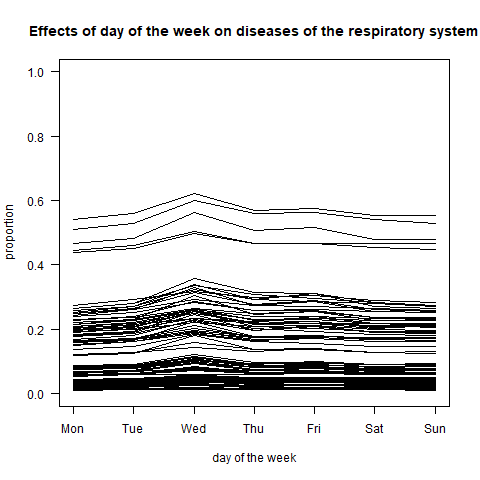 Effects of day of the week on diseases of the respiratory system
1.0
0.8
0.6
0.4
0.2
0.0
proportion
Mon Tue Wed Thu Fri Sat Sun
day of the week